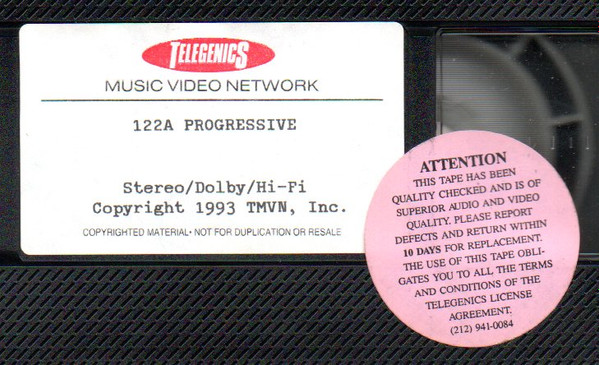 TELEGENICS
MUSIC VIDEO NETWORK
122A PROGRESSIVE
Stereo/Dolby/Hi-Fi
Copyright 1993 TMVN, Inc.
COPYRIGHTED MATERIAL• NOT FOR DUPLICATION OR RESALE
ATTENTION
THIS TAPE HAS BEEN
QUALITY CHECKED AND IS OF
SUPERIOR AUDIO AND VIDEO
QUALITY. PLEASE REPORT
DEFECTS AND RETURN WITHIN
10 DAYS FOR REPLACEMENT.
THE USE OF THIS TAPE OBLI-
GATES YOU TO ALL THE TERMS
AND CONDITIONS OF THE
TELEGENICS LICENSE
AGREEMENT.
(212) 941-0084